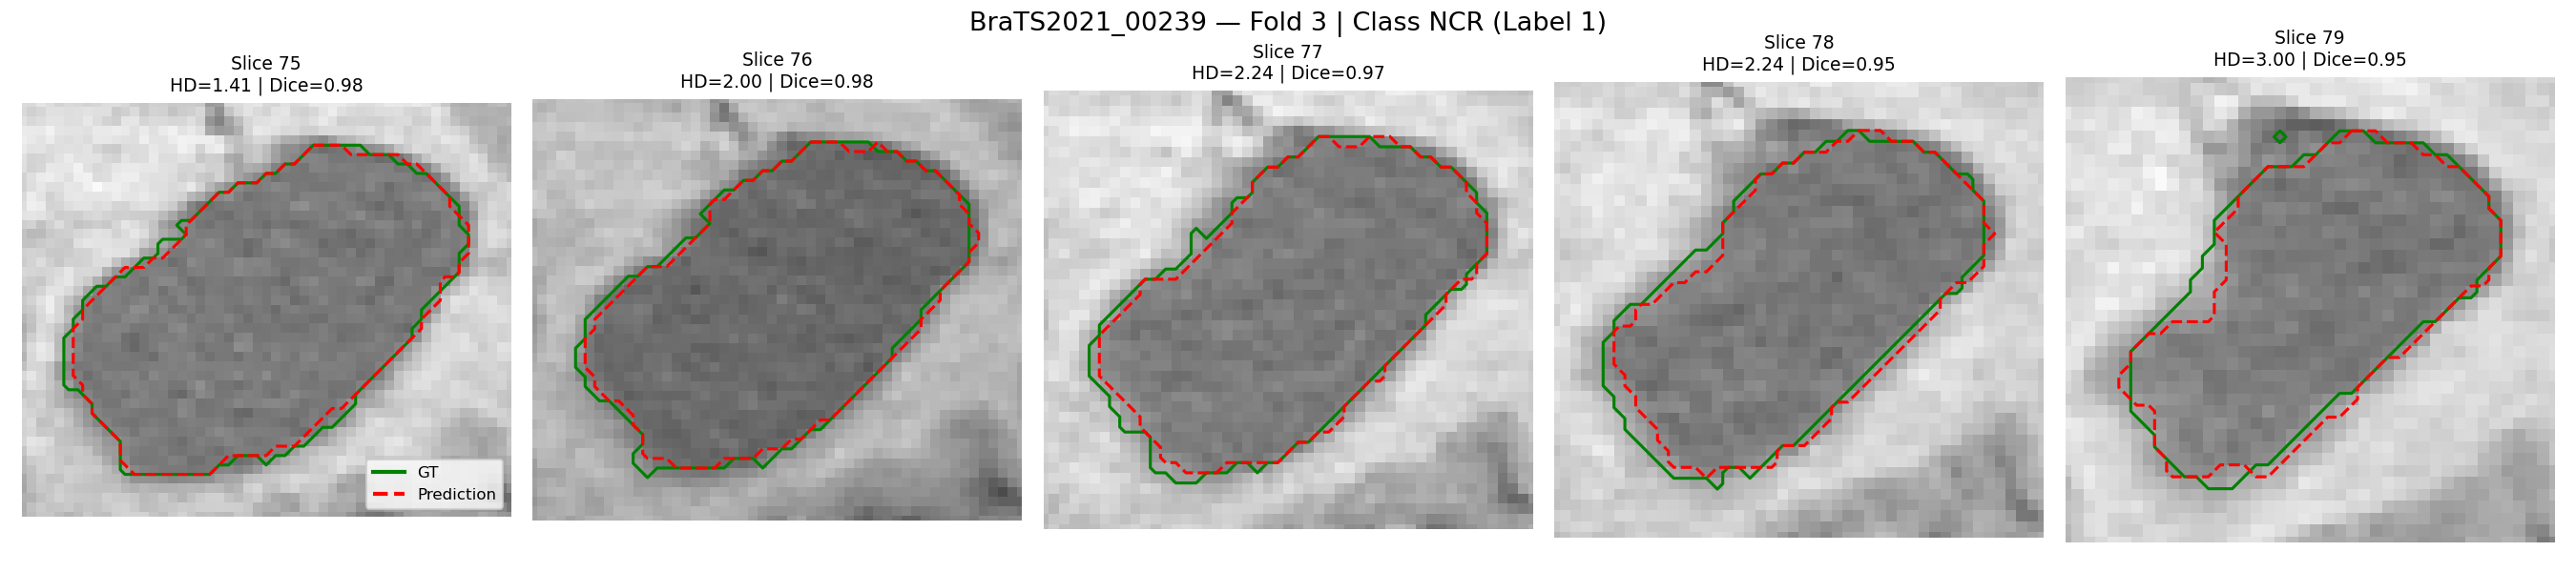 BraTS2021_00239 — Fold 3 | Class NCR (Label 1)
Slice 75
HD=1.41 | Dice=0.98
Slice 76
HD=2.00 | Dice=0.98
Slice 77
HD=2.24 | Dice=0.97
Slice 78
HD=2.24 | Dice=0.95
Slice 79
HD=3.00 | Dice=0.95
GT
Prediction